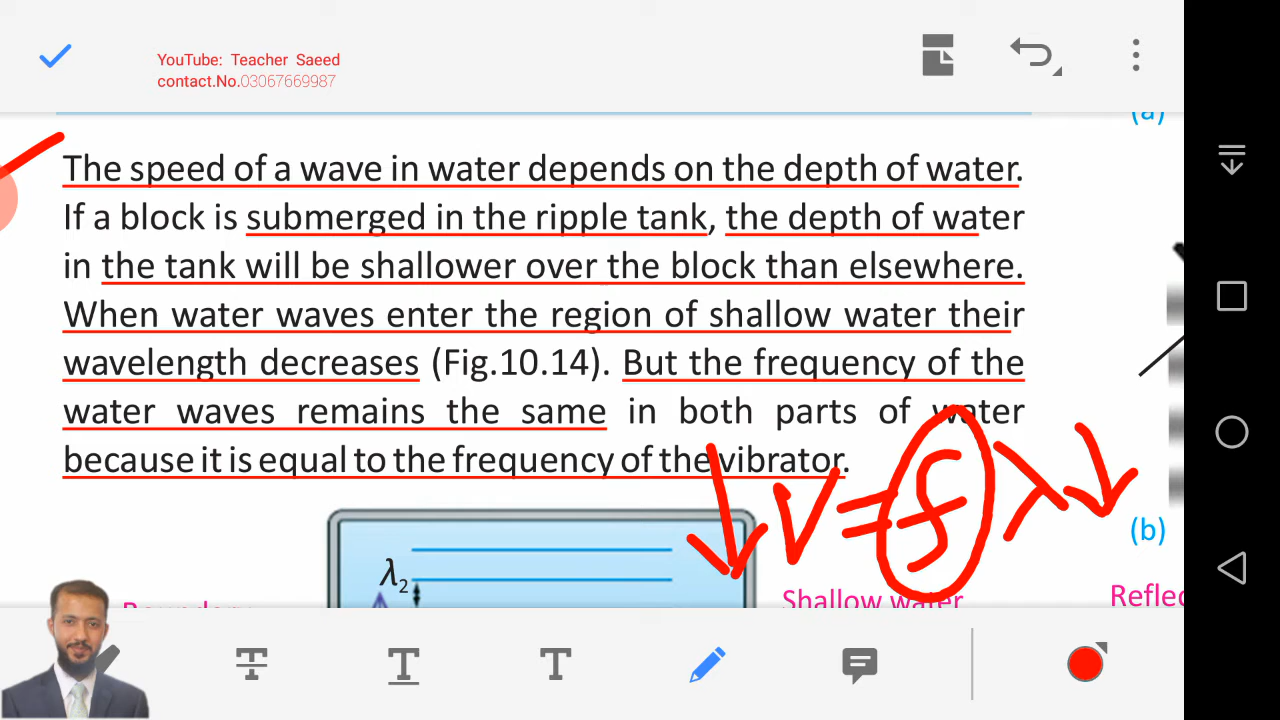 YouTube: Teacher Saeed
contact.No.03067669987
(a)
The speed of a wave in water depends on the depth of water.
If a block is submerged in the ripple tank, the depth of water
in the tank will be shallower over the block than elsewhere.
When water waves enter the region of shallow water their
wavelength decreases (Fig.10.14). But the frequency of the
water waves remains the same in both parts of water
because it is equal to the frequency of the vibrator.
↓v = fλ↓
(b)
λ2
Shallow water
T
T
T